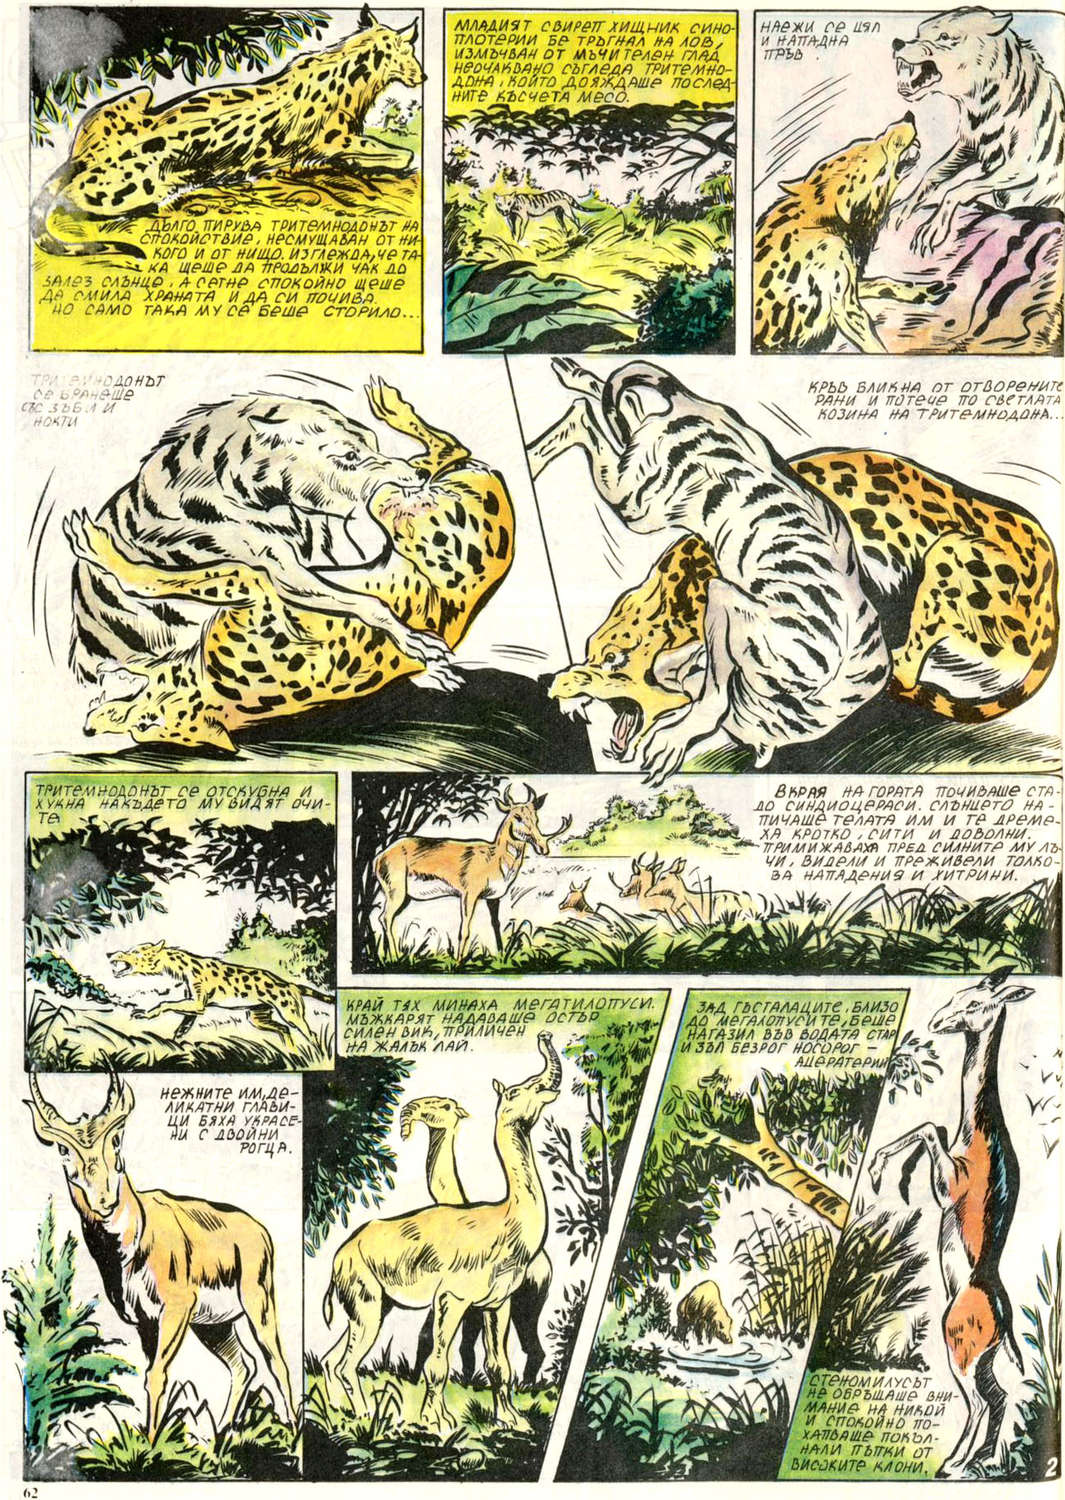 ДЪЛГО ПИРУВА ТРИТЕМНОДОНЪТ НА
СПОКОЙСТВИЕ, НЕСМУЩАВАН ОТ НИ-
КОГО И ОТ НИЩО. ИЗГЛЕЖДА, ЧЕ ТА-
КА ЩЕШЕ ДА ПРОДЪЛЖИ ЧАК ДО
ЗАЛЕЗ СЛЪНЦЕ, А СЕТНЕ СПОКОЙНО ЩЕШЕ
ДА СМИЛА ХРАНАТА И ДА СИ ПОЧИВА.
НО САМО ТАКА МУ СЕ БЕШЕ СТОРИЛО...
МЛАДИЯТ СВИРЕП ХИЩНИК СИНО-
ПЛОТЕРИИ БЕ ТРЪГНАЛ НА ЛОВ,
ИЗМЪЧВАН ОТ МЪЧИТЕЛЕН ГЛАД.
НЕОЧАКВАНО СЪГЛЕДА ТРИТЕМНО-
ДОНА, КОЙТО ДОЯЖДАШЕ ПОСЛЕД-
НИТЕ КЪСЧЕТА МЕСО.
НАЕЖИ СЕ ЦЯЛ
И НАПАДНА
ПРЪВ.
ТРИТЕМНОДОНЪТ
СЕ БРАНЕШЕ
СЪС ЗЪБИ И
НОКТИ
КРЪВ БЛИКНА ОТ ОТВОРЕНИТЕ
РАНИ И ПОТЕЧЕ ПО СВЕТЛАТА
КОЗИНА НА ТРИТЕМНОДОНА...
ТРИТЕМНОДОНЪТ СЕ ОТСКУБНА И
ХУКНА НАКЪДЕТО МУ ВИДЯТ ОЧИ-
ТЕ
ВКРАЯ НА ГОРАТА ПОЧИВАШЕ СТА-
ДО СИНДИОЦЕРАСИ. СЛЪНЦЕТО НА-
ПИЧАШЕ ТЕЛАТА ИМ И ТЕ ДРЕМЕ-
ХА КРОТКО, СИТИ И ДОВОЛНИ.
ПРИМИЖАВАХА ПРЕД СИЛНИТЕ МУ ЛЪ-
ЧИ, ВИДЕЛИ И ПРЕЖИВЕЛИ ТОЛКО-
ВА НАПАДЕНИЯ И ХИТРИНИ.
НЕЖНИТЕ ИМ, ДЕ-
ЛИКАТНИ ГЛАВИ-
ЦИ БЯХА УКРАСЕ-
НИ С ДВОЙНИ
РОГЦА.
КРАЙ ТЯХ МИНАХА МЕГАТИЛОПУСИ.
МЪЖКАРЯТ НАДАВАШЕ ОСТЪР
СИЛЕН ВИК, ПРИЛИЧЕН
НА ЖАЛЪК ЛАЙ.
ЗАД ГЪСТАЛАЦИТЕ, БЛИЗО
ДО МЕГАЛОПУСИТЕ, БЕШЕ
НАГАЗИЛ ВЪВ ВОДАТА СТАР
И ЗЪЛ БЕЗРОГ НОСОРОГ -
АЦЕРАТЕРИЙ
СТЕНОМИЛУСЪТ
НЕ ОБРЪЩАШЕ ВНИ-
МАНИЕ НА НИКОЙ
И СПОКОЙНО ПО-
ХАПВАШЕ ПОКЪЛ-
НАЛИ ПЪПКИ ОТ
ВИСОКИТЕ КЛОНИ.
2
62